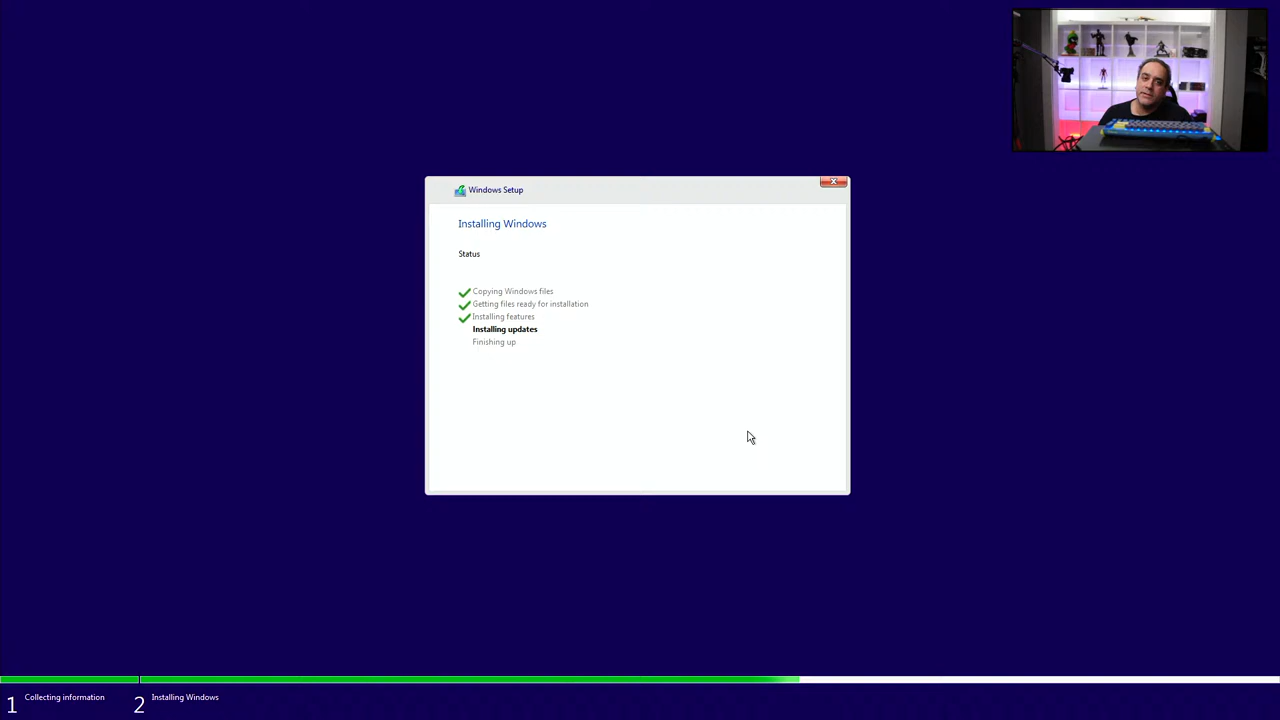 Windows Setup
Installing Windows
Status
Copying Windows files
Getting files ready for installation
Installing features
Installing updates
Finishing up
1 Collecting information
2 Installing Windows